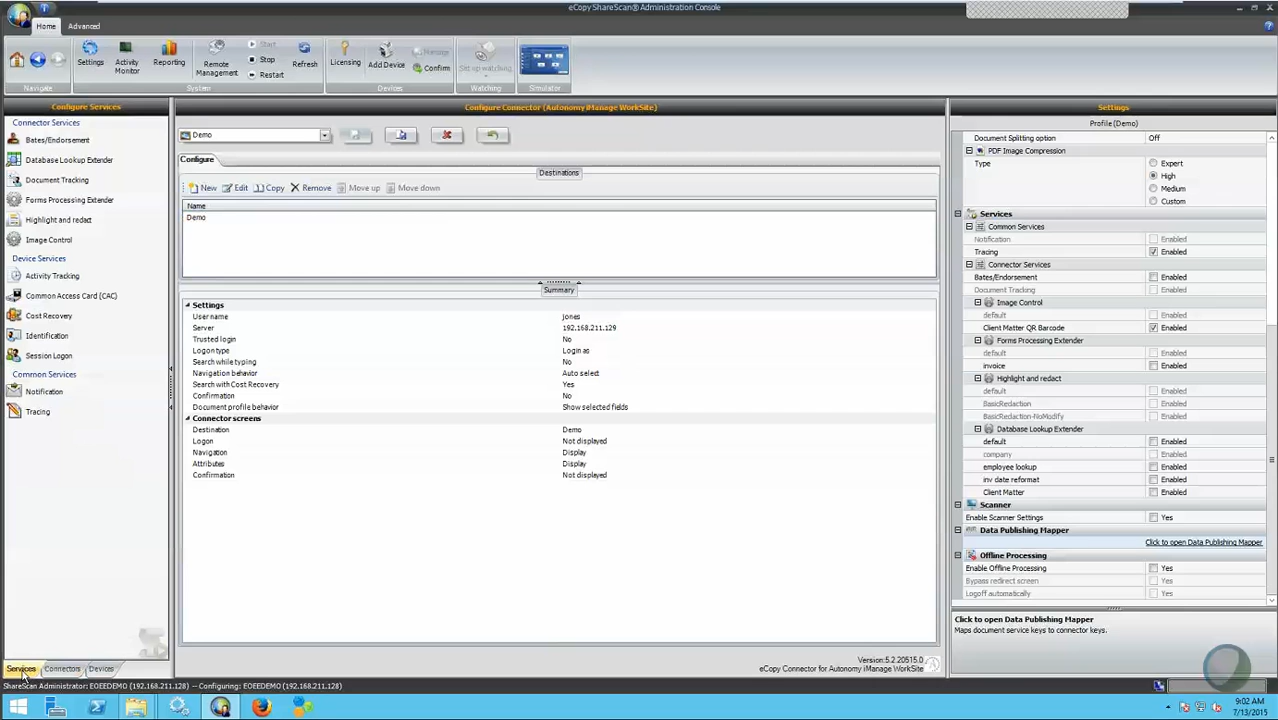 eCopy ShareScan® Administration Console
Home Advanced
Settings Activity Monitor Reporting Remote Management Start Stop Restart Refresh Licensing Add Device Message Confirm Set up watching
Navigate System Devices Watching Simulator
Configure Services
Connector Services
Bates/Endorsement
Database Lookup Extender
Document Tracking
Forms Processing Extender
Highlight and redact
Image Control
Device Services
Activity Tracking
Common Access Card (CAC)
Cost Recovery
Identification
Session Logon
Common Services
Notification
Tracing
Services Connectors Devices
Configure Connector (Autonomy iManage WorkSite)
Demo
Configure
Destinations
New Edit Copy Remove Move up Move down
Name
Demo
Summary
Settings
User name jones
Server 192.168.211.129
Trusted login No
Logon type Login as
Search while typing No
Navigation behavior Auto select
Search with Cost Recovery Yes
Confirmation No
Document profile behavior Show selected fields
Connector screens
Destination Demo
Logon Not displayed
Navigation Display
Attributes Display
Confirmation Not displayed
Version:5.2.20515.0
eCopy Connector for Autonomy iManage WorkSite
Settings
Profile (Demo)
Document Splitting option Off
PDF Image Compression
Type Expert
High
Medium
Custom
Services
Common Services
Notification Enabled
Tracing Enabled
Connector Services
Bates/Endorsement Enabled
Document Tracking Enabled
Image Control
default Enabled
Client Matter QR Barcode Enabled
Forms Processing Extender
default Enabled
invoice Enabled
Highlight and redact
default Enabled
BasicRedaction Enabled
BasicRedaction-NoModify Enabled
Database Lookup Extender
default Enabled
company Enabled
employee lookup Enabled
inv date reformat Enabled
Client Matter Enabled
Scanner
Enable Scanner Settings Yes
Data Publishing Mapper
Click to open Data Publishing Mapper
Offline Processing
Enable Offline Processing Yes
Bypass redirect screen Yes
Logoff automatically Yes
Click to open Data Publishing Mapper
Maps document service keys to connector keys.
ShareScan Administrator: EOEEDEMO (192.168.211.128) -- Configuring: EOEEDEMO (192.168.211.128)
9:02 AM
7/13/2015